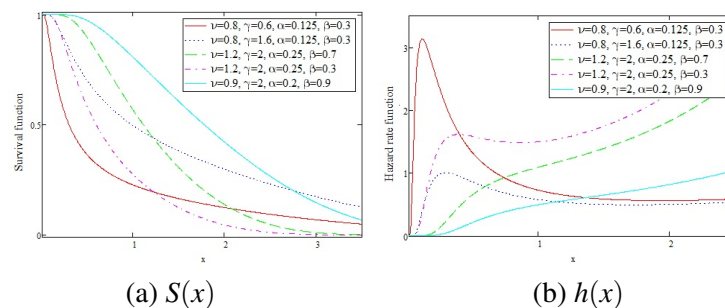 ν=0.8, γ=0.6, α=0.125, β=0.3
ν=0.8, γ=1.6, α=0.125, β=0.3
ν=1.2, γ=2, α=0.25, β=0.7
ν=1.2, γ=2, α=0.25, β=0.3
ν=0.9, γ=2, α=0.2, β=0.9
Survival function
1
0.5
0
1
2
3
x
(a) S(x)
ν=0.8, γ=0.6, α=0.125, β=0.3
ν=0.8, γ=1.6, α=0.125, β=0.3
ν=1.2, γ=2, α=0.25, β=0.7
ν=1.2, γ=2, α=0.25, β=0.3
ν=0.9, γ=2, α=0.2, β=0.9
Hazard rate function
3
2
1
0
1
2
x
(b) h(x)